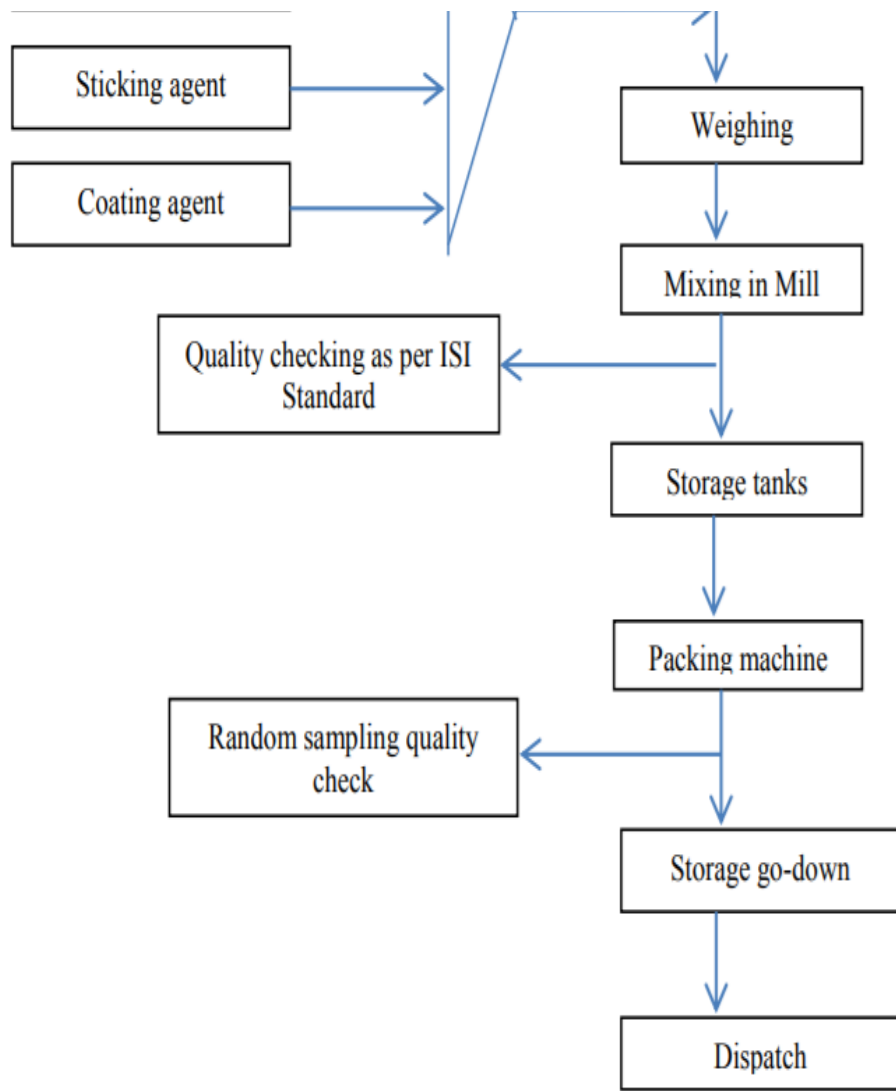 Sticking agent
Weighing
Coating agent
Mixing in Mill
Quality checking as per ISI
Standard
Storage tanks
Packing machine
Random sampling quality
check
Storage go-down
Dispatch